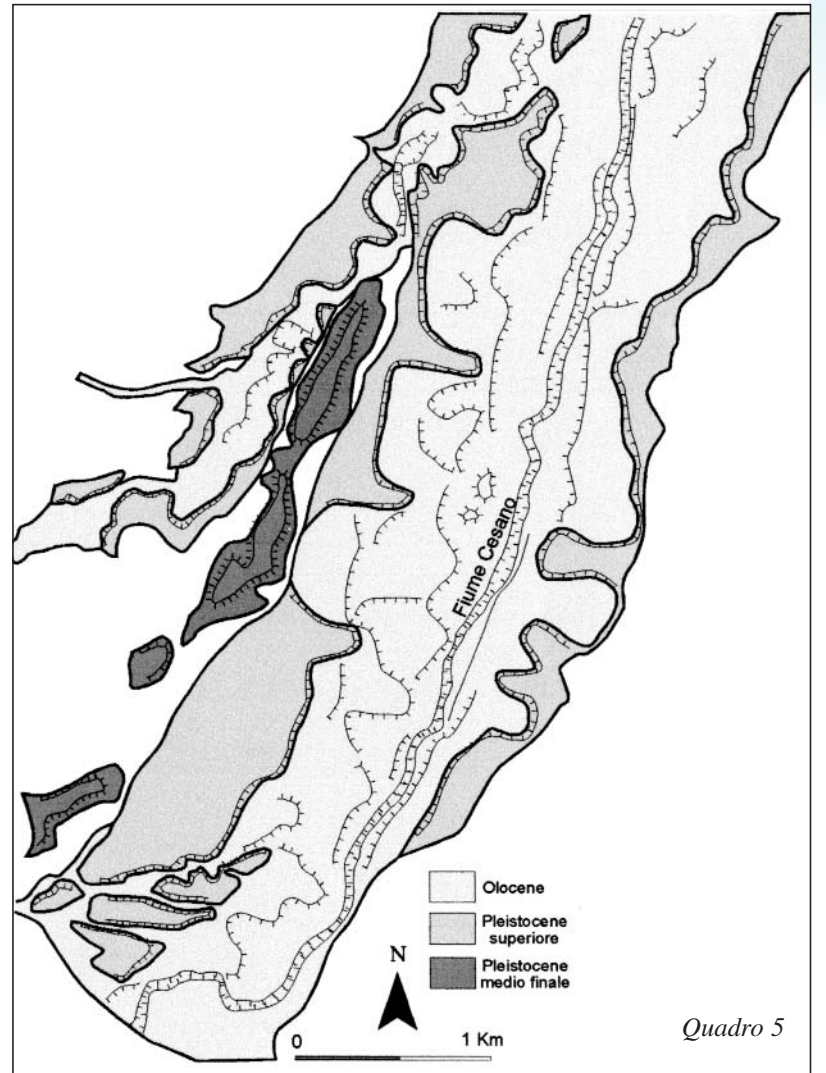 Fiume Cesano
Olocene
Pleistocene
superiore
Pleistocene
medio finale
N
0 1 Km
Quadro 5